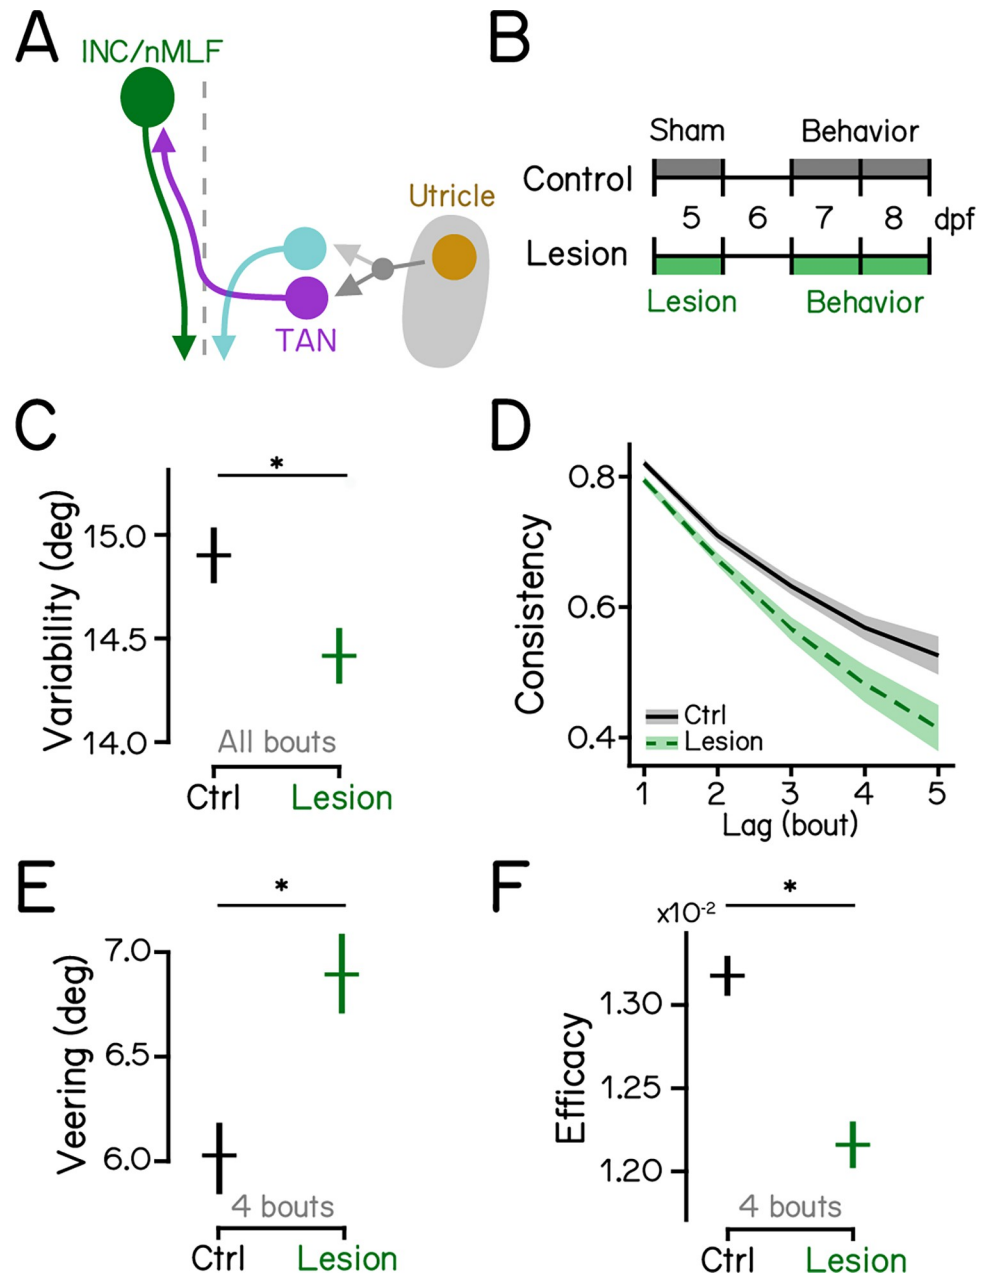 A
INC/nMLF
Utricle
TAN
B
Sham Behavior
Control
5 6 7 8 dpf
Lesion
Lesion Behavior
C
*
Variability (deg)
15.0
14.5
14.0
All bouts
Ctrl Lesion
D
Consistency
0.8
0.6
0.4
Ctrl
Lesion
1 2 3 4 5
Lag (bout)
E
*
Veering (deg)
7.0
6.5
6.0
4 bouts
Ctrl Lesion
F
*
x10⁻²
Efficacy
1.30
1.25
1.20
4 bouts
Ctrl Lesion